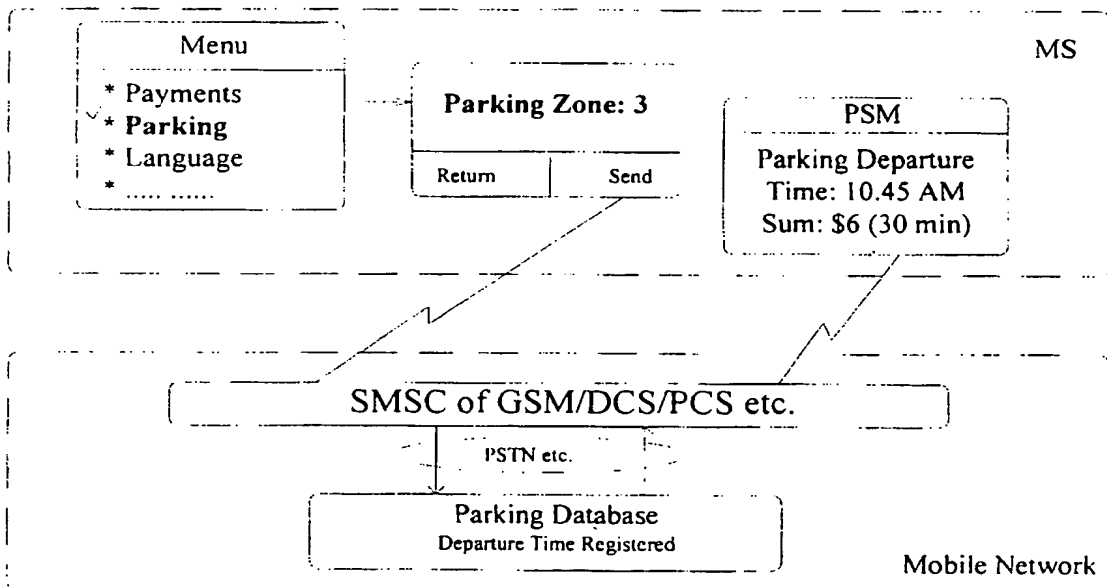 Menu
* Payments
* Parking
* Language
* ..... ......
Parking Zone: 3
Return
Send
MS
PSM
Parking Departure
Time: 10.45 AM
Sum: $6 (30 min)
SMSC of GSM/DCS/PCS etc.
PSTN etc.
Parking Database
Departure Time Registered
Mobile Network